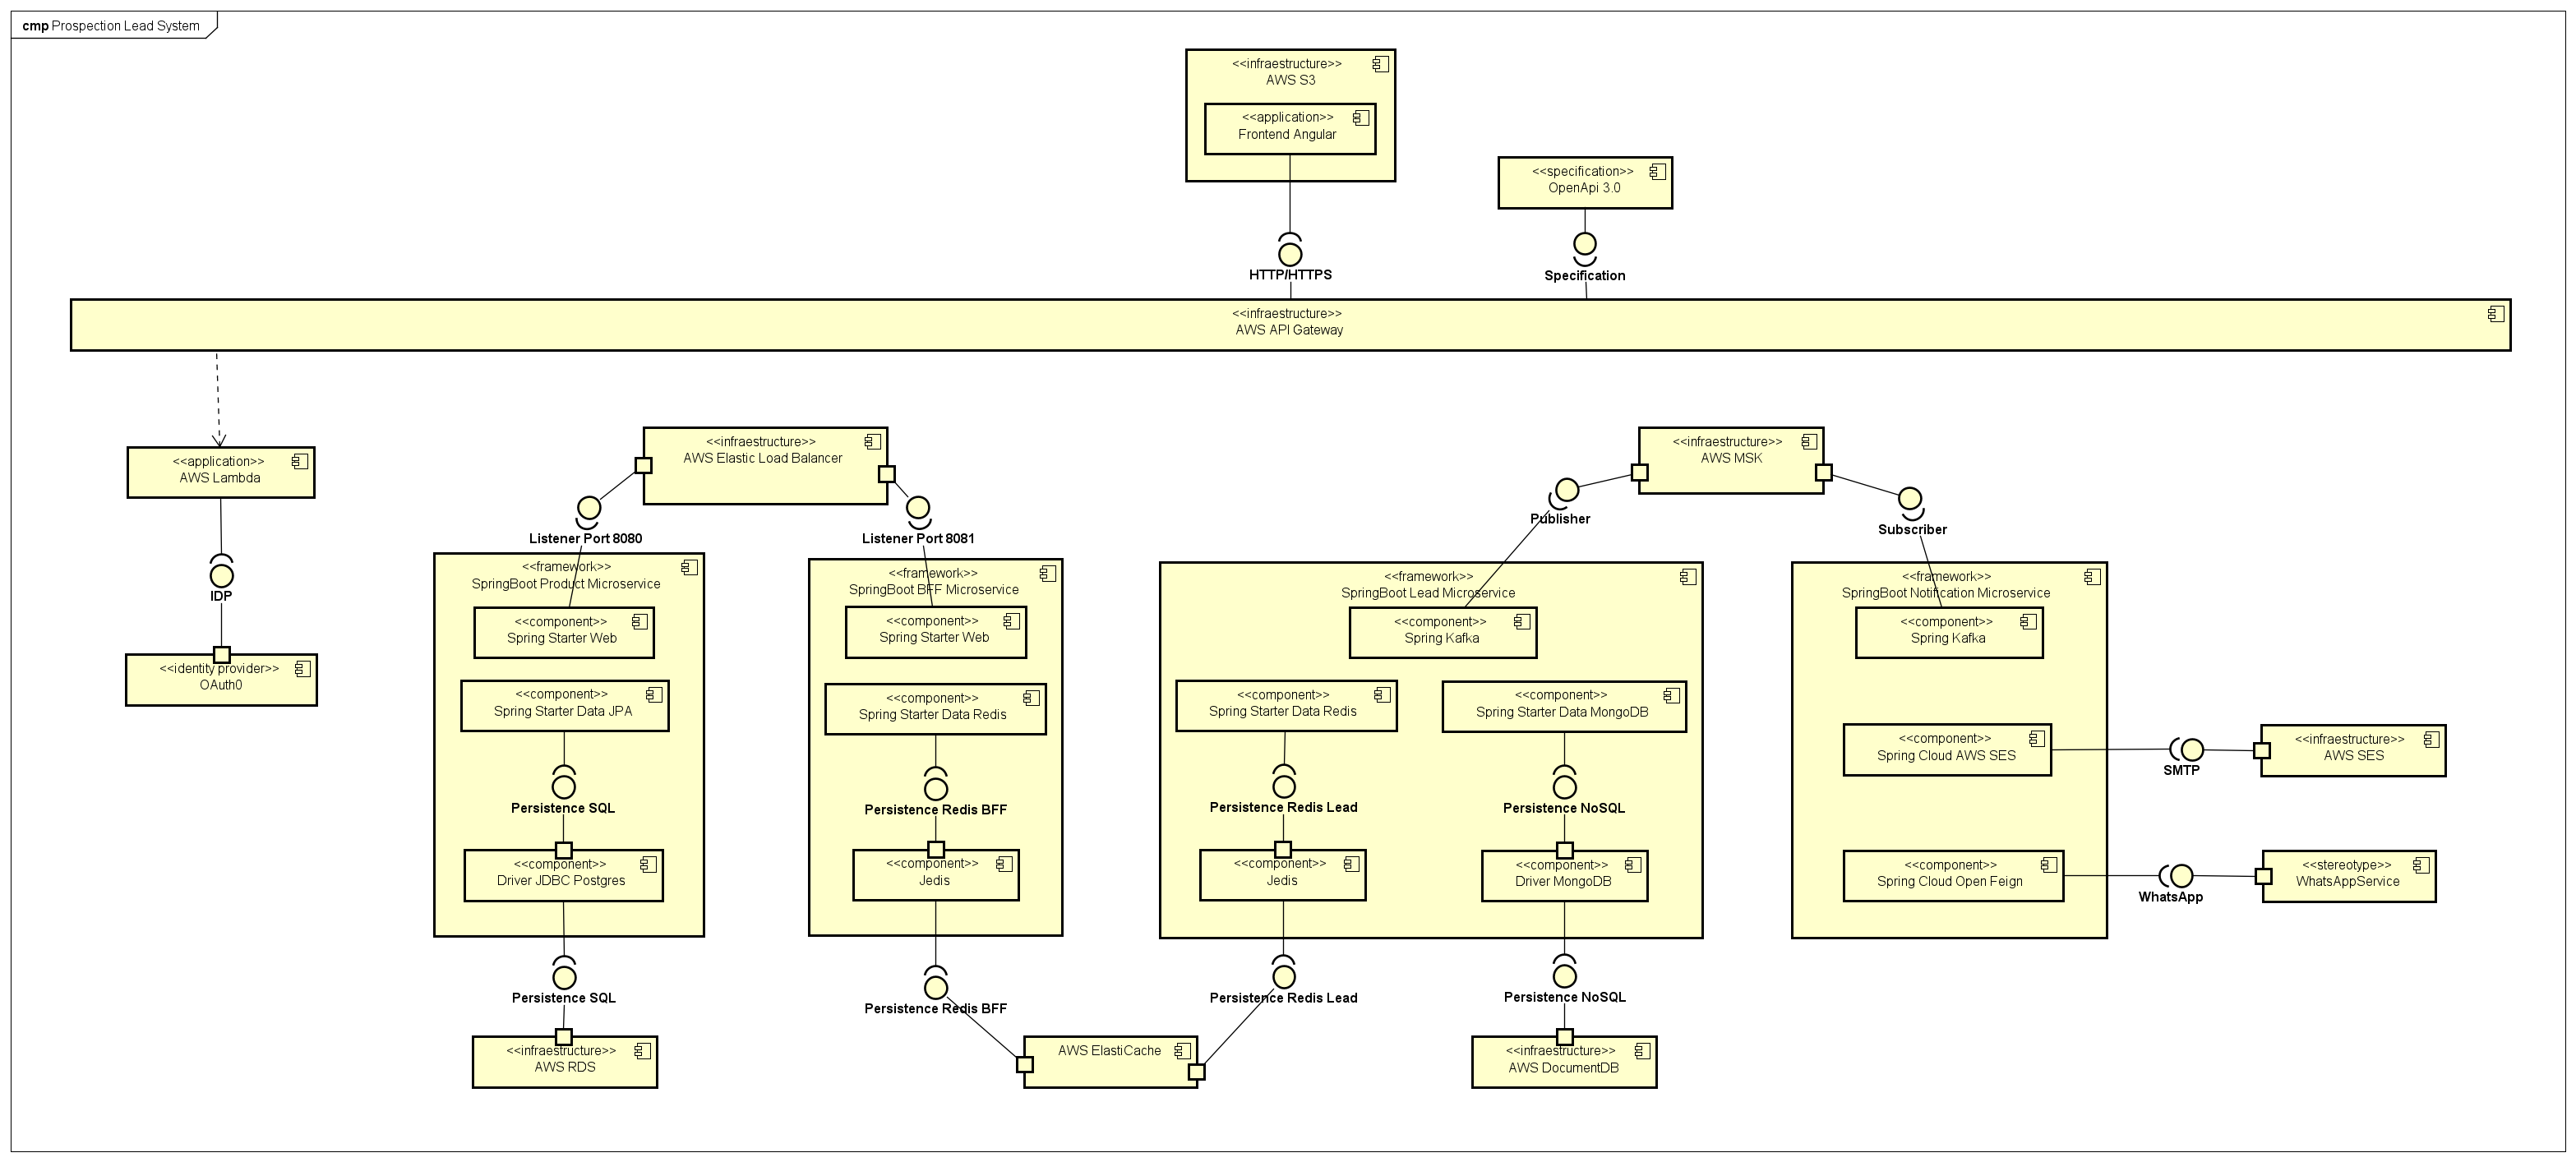 cmp Prospection Lead System
<<infraestructure>>
AWS S3
<<application>>
Frontend Angular
<<specification>>
OpenApi 3.0
HTTP/HTTPS
Specification
<<infraestructure>>
AWS API Gateway
<<application>>
AWS Lambda
IDP
<<identity provider>>
OAuth0
<<infraestructure>>
AWS Elastic Load Balancer
Listener Port 8080
Listener Port 8081
<<framework>>
SpringBoot Product Microservice
<<component>>
Spring Starter Web
<<component>>
Spring Starter Data JPA
Persistence SQL
<<component>>
Driver JDBC Postgres
Persistence SQL
<<infraestructure>>
AWS RDS
<<framework>>
SpringBoot BFF Microservice
<<component>>
Spring Starter Web
<<component>>
Spring Starter Data Redis
Persistence Redis BFF
<<component>>
Jedis
Persistence Redis BFF
AWS ElastiCache
<<infraestructure>>
AWS MSK
Publisher
Subscriber
<<framework>>
SpringBoot Lead Microservice
<<component>>
Spring Kafka
<<component>>
Spring Starter Data Redis
<<component>>
Spring Starter Data MongoDB
Persistence Redis Lead
Persistence NoSQL
<<component>>
Jedis
<<component>>
Driver MongoDB
Persistence Redis Lead
Persistence NoSQL
<<infraestructure>>
AWS DocumentDB
<<framework>>
SpringBoot Notification Microservice
<<component>>
Spring Kafka
<<component>>
Spring Cloud AWS SES
SMTP
<<infraestructure>>
AWS SES
<<component>>
Spring Cloud Open Feign
WhatsApp
<<stereotype>>
WhatsAppService